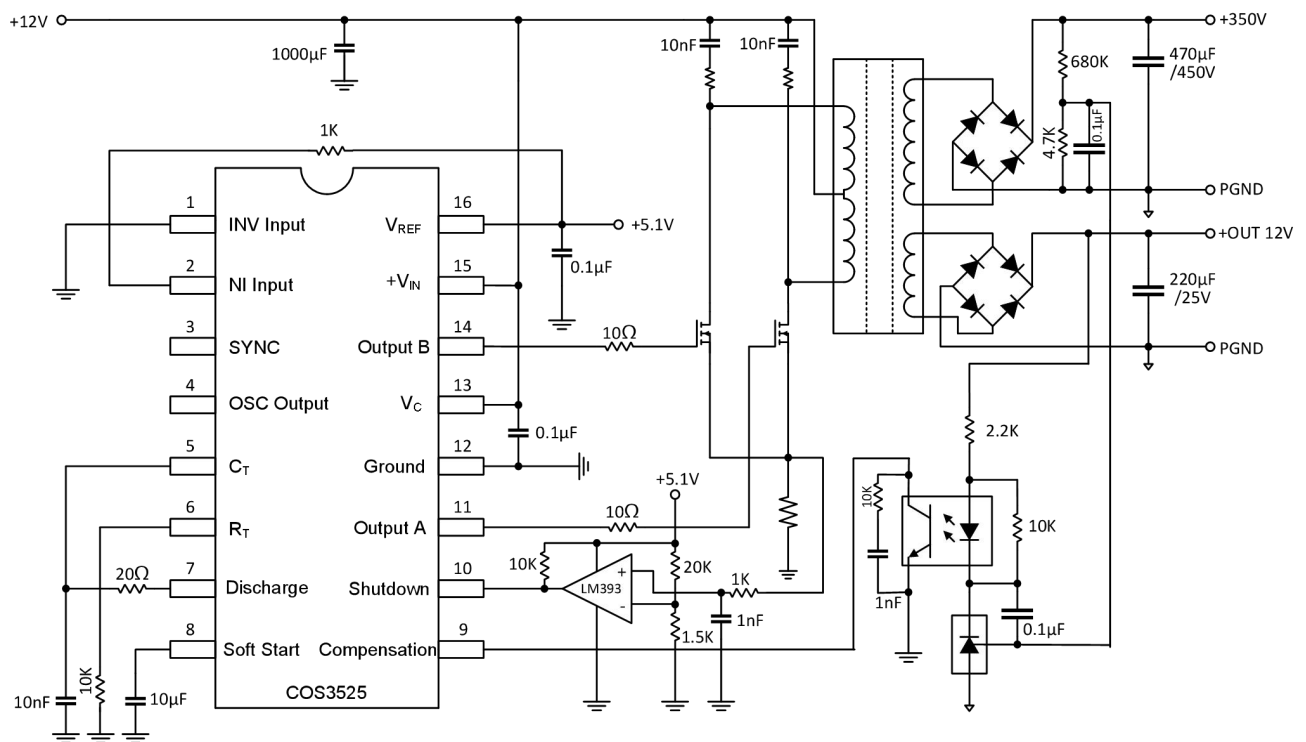 +12V
1000µF
10nF
10nF
+350V
680K
470µF
/450V
4.7K
0.1µF
1K
PGND
1
INV Input
16
VREF
+5.1V
+OUT 12V
2
NI Input
15
+VIN
0.1µF
220µF
/25V
3
SYNC
14
Output B
10Ω
PGND
4
OSC Output
13
VC
0.1µF
2.2K
5
CT
12
Ground
+5.1V
10K
10K
6
RT
11
Output A
10Ω
20Ω
7
Discharge
10
Shutdown
10K
LM393
+
-
20K
1K
1nF
1nF
8
Soft Start
9
Compensation
1.5K
0.1µF
10nF
10K
10µF
COS3525